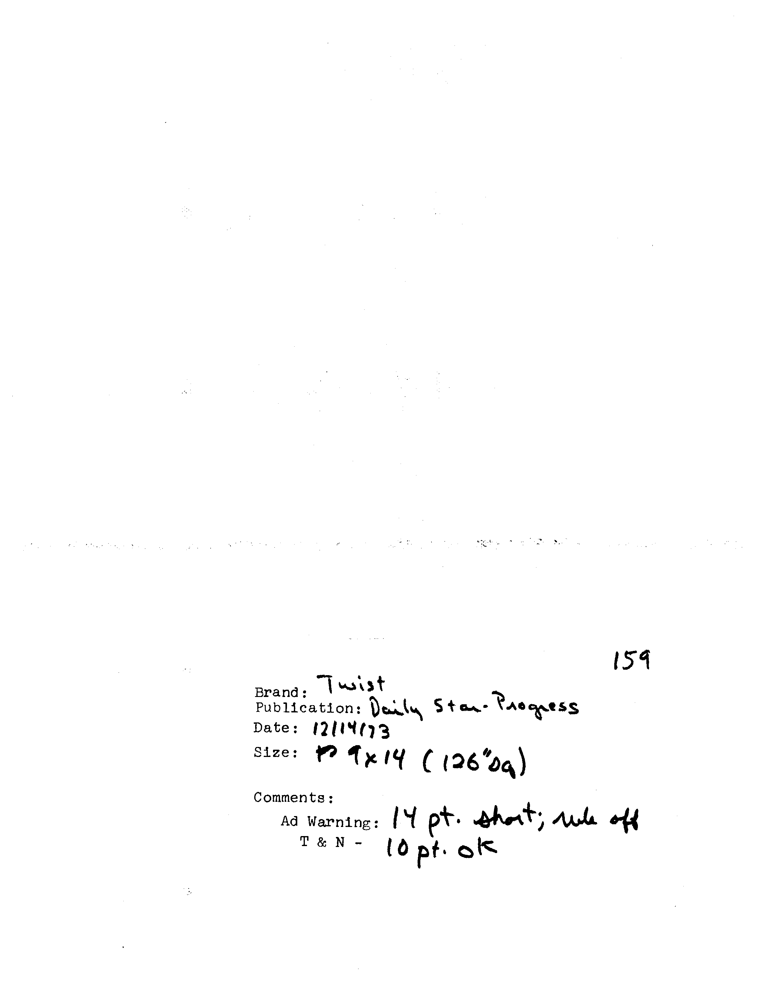 159
Brand: Twist
Publication: Daily Star-Progress
Date: 12/14/73
Size: 9x14 (126"sq)
Comments:
Ad Warning: 14 pt. short; rule off
T & N - 10 pt. ok